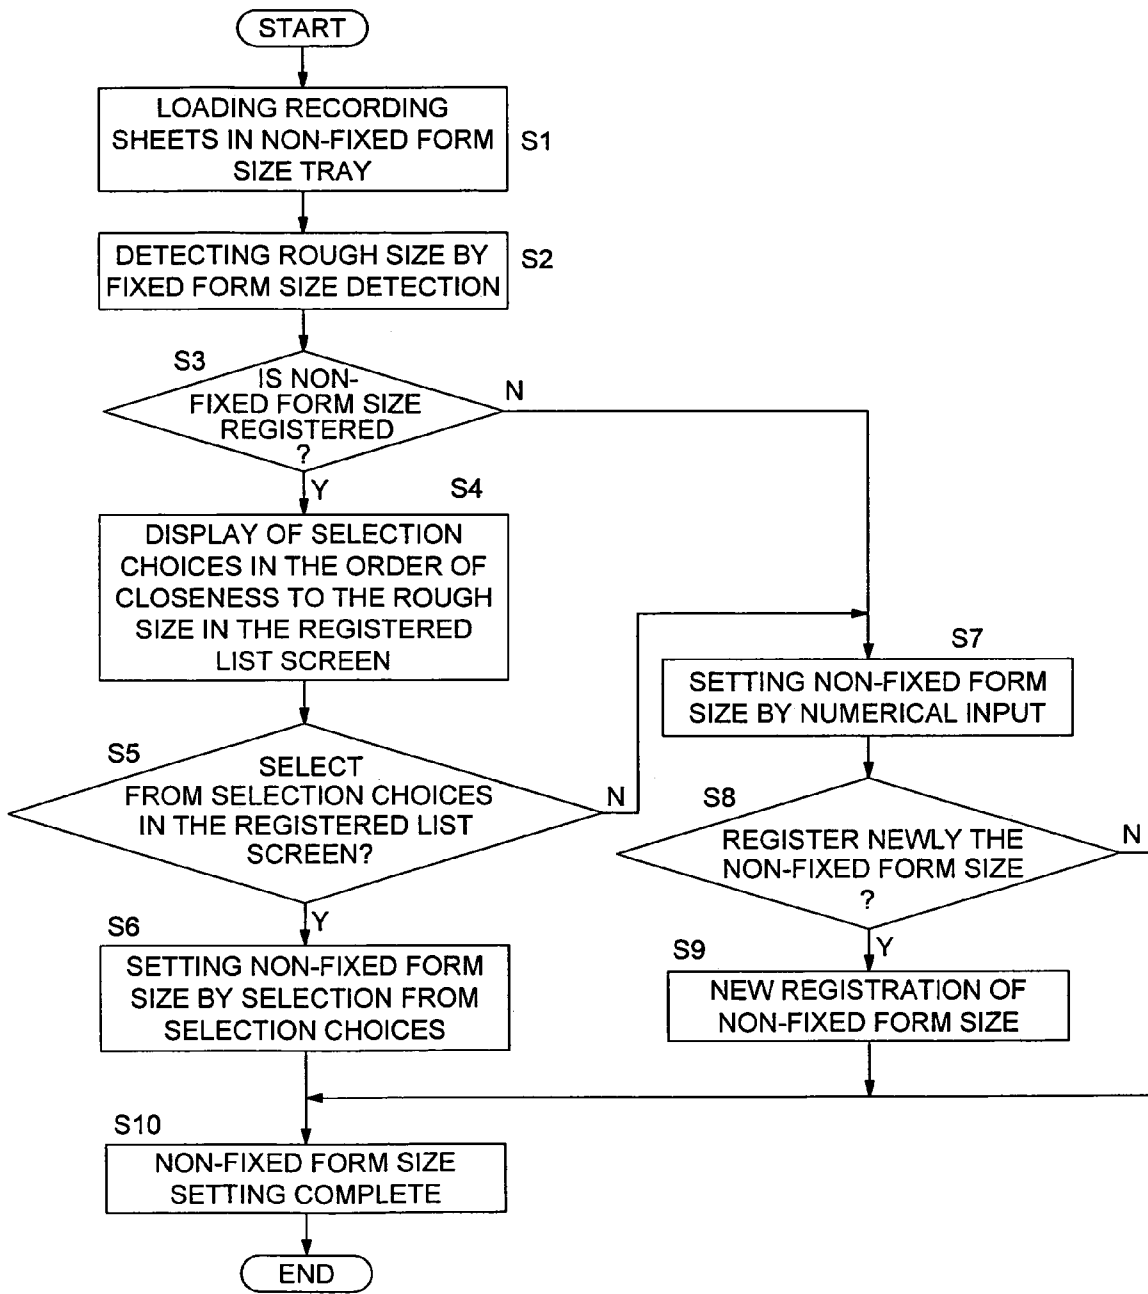 START
LOADING RECORDING
SHEETS IN NON-FIXED FORM
SIZE TRAY
S1
DETECTING ROUGH SIZE BY
FIXED FORM SIZE DETECTION
S2
S3
IS NON-
FIXED FORM SIZE
REGISTERED
?
N
Y
S4
DISPLAY OF SELECTION
CHOICES IN THE ORDER OF
CLOSENESS TO THE ROUGH
SIZE IN THE REGISTERED
LIST SCREEN
S5
SELECT
FROM SELECTION CHOICES
IN THE REGISTERED LIST
SCREEN?
N
Y
S6
SETTING NON-FIXED FORM
SIZE BY SELECTION FROM
SELECTION CHOICES
S7
SETTING NON-FIXED FORM
SIZE BY NUMERICAL INPUT
S8
REGISTER NEWLY THE
NON-FIXED FORM SIZE
?
N
Y
S9
NEW REGISTRATION OF
NON-FIXED FORM SIZE
S10
NON-FIXED FORM SIZE
SETTING COMPLETE
END